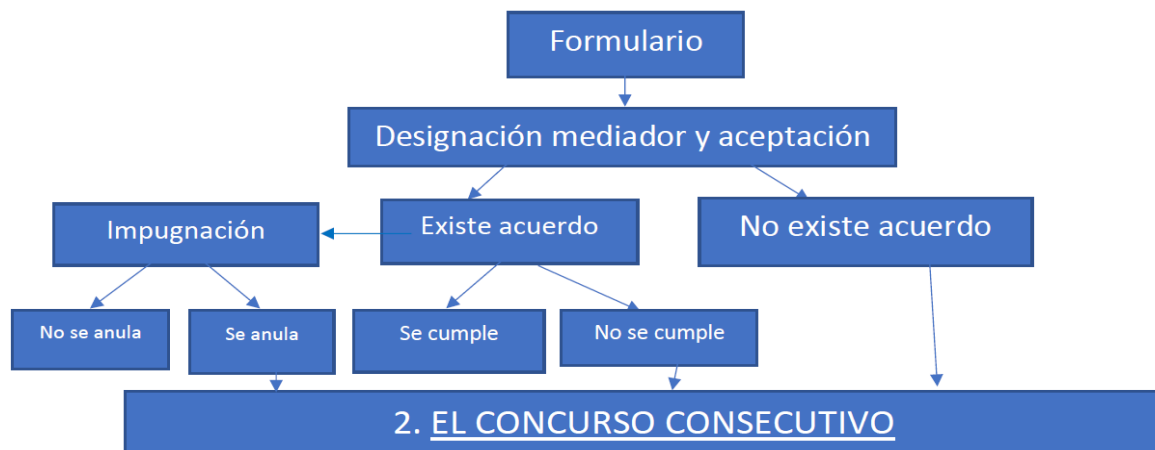 Formulario
Designación mediador y aceptación
Impugnación
Existe acuerdo
No existe acuerdo
No se anula
Se anula
Se cumple
No se cumple
2. EL CONCURSO CONSECUTIVO